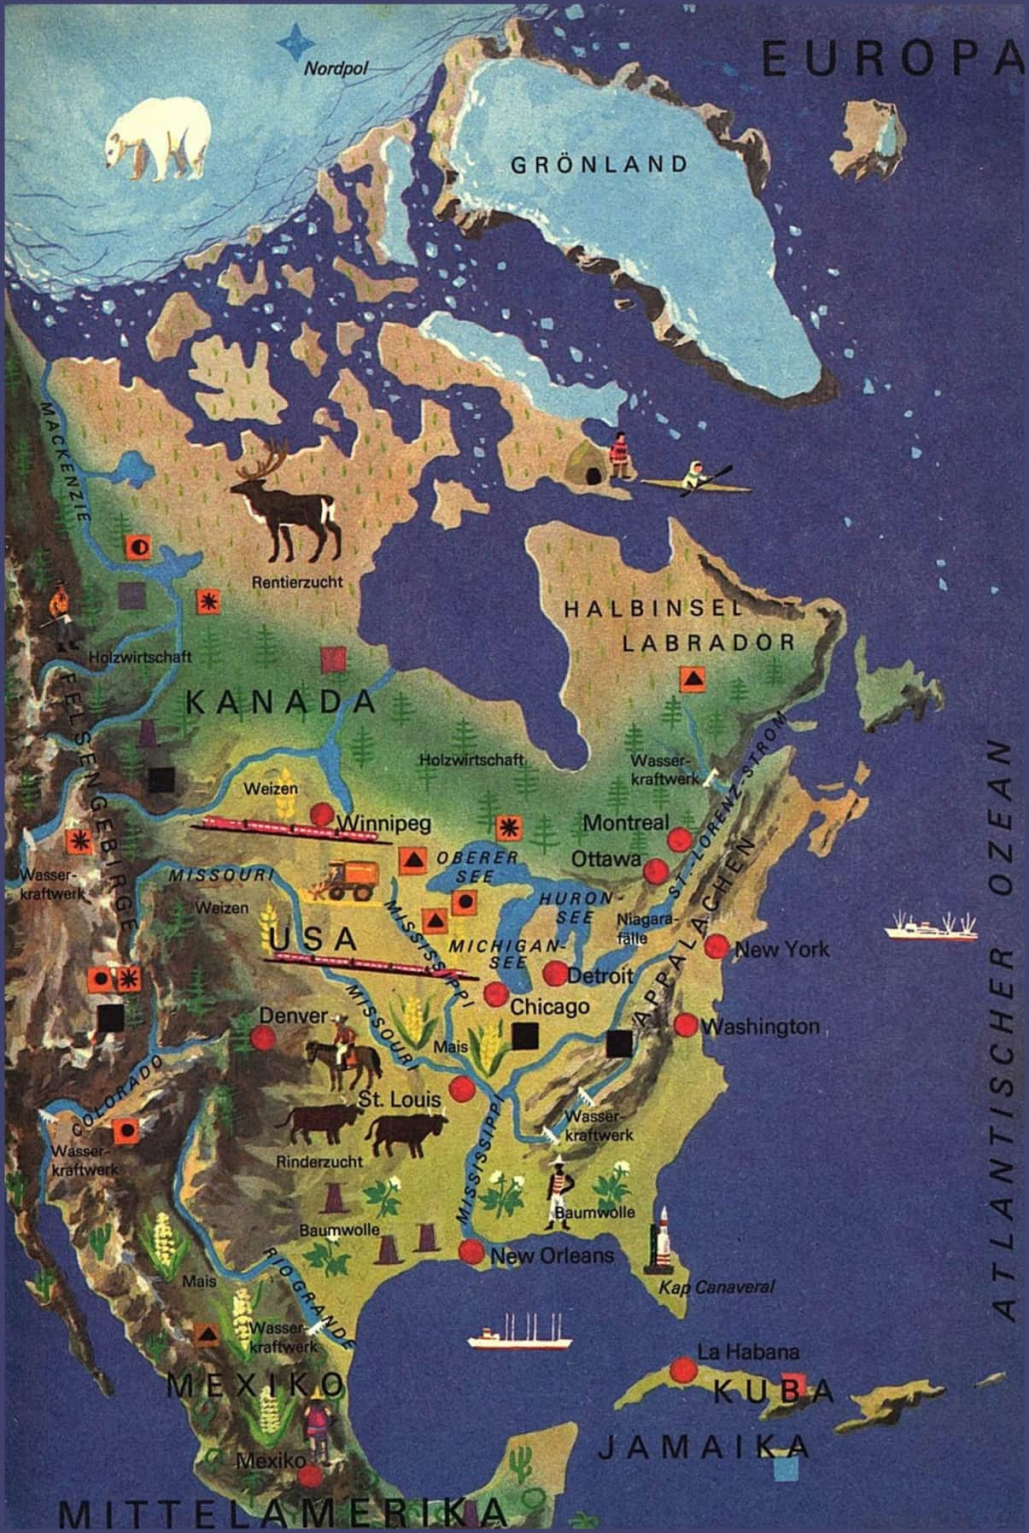 EUROPA
Nordpol
GRÖNLAND
MACKENZIE
Rentierzucht
HALBINSEL
LABRADOR
Holzwirtschaft
KANADA
FELSENGEBIRGE
Holzwirtschaft
Wasser-
kraftwerk
ST.-LORENZ-STROM
Weizen
Winnipeg
Montreal
Ottawa
OBERER
SEE
Wasser-
kraftwerk
MISSOURI
Weizen
HURON-
SEE
Niagara-
fälle
APPALACHEN
USA
MISSISSIPPI
MICHIGAN-
SEE
New York
Detroit
Chicago
MISSOURI
Denver
Washington
Mais
St. Louis
COLORADO
Wasser-
kraftwerk
Wasser-
kraftwerk
Rinderzucht
MISSISSIPPI
Baumwolle
Baumwolle
New Orleans
Kap Canaveral
Mais
RIO GRANDE
Wasser-
kraftwerk
ATLANTISCHER OZEAN
La Habana
KUBA
MEXIKO
JAMAIKA
Mexiko
MITTELAMERIKA